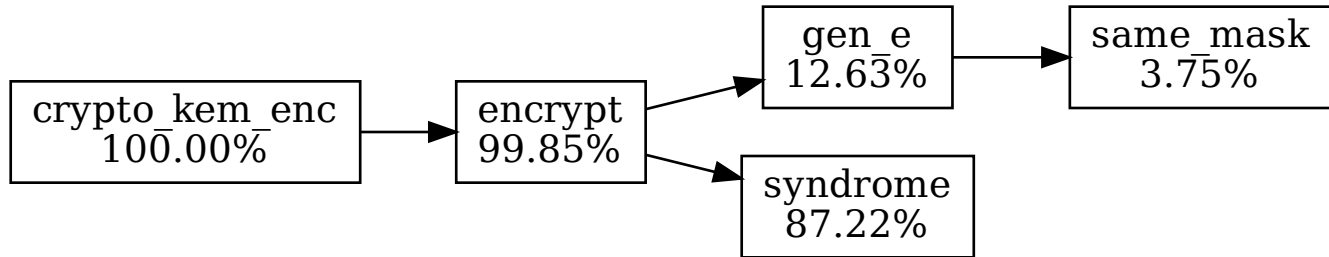 crypto_kem_enc
100.00%
encrypt
99.85%
gen_e
12.63%
same_mask
3.75%
syndrome
87.22%